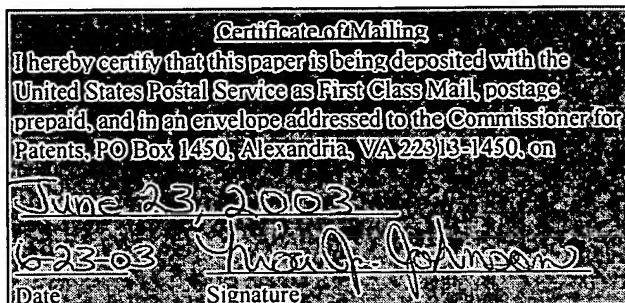 Certificate of Mailing
I hereby certify that this paper is being deposited with the
United States Postal Service as First Class Mail, postage
prepaid, and in an envelope addressed to the Commissioner for
Patents, PO Box 1450, Alexandria, VA 22313-1450, on
June 23, 2003
6-23-03 J. Johnson
Date Signature